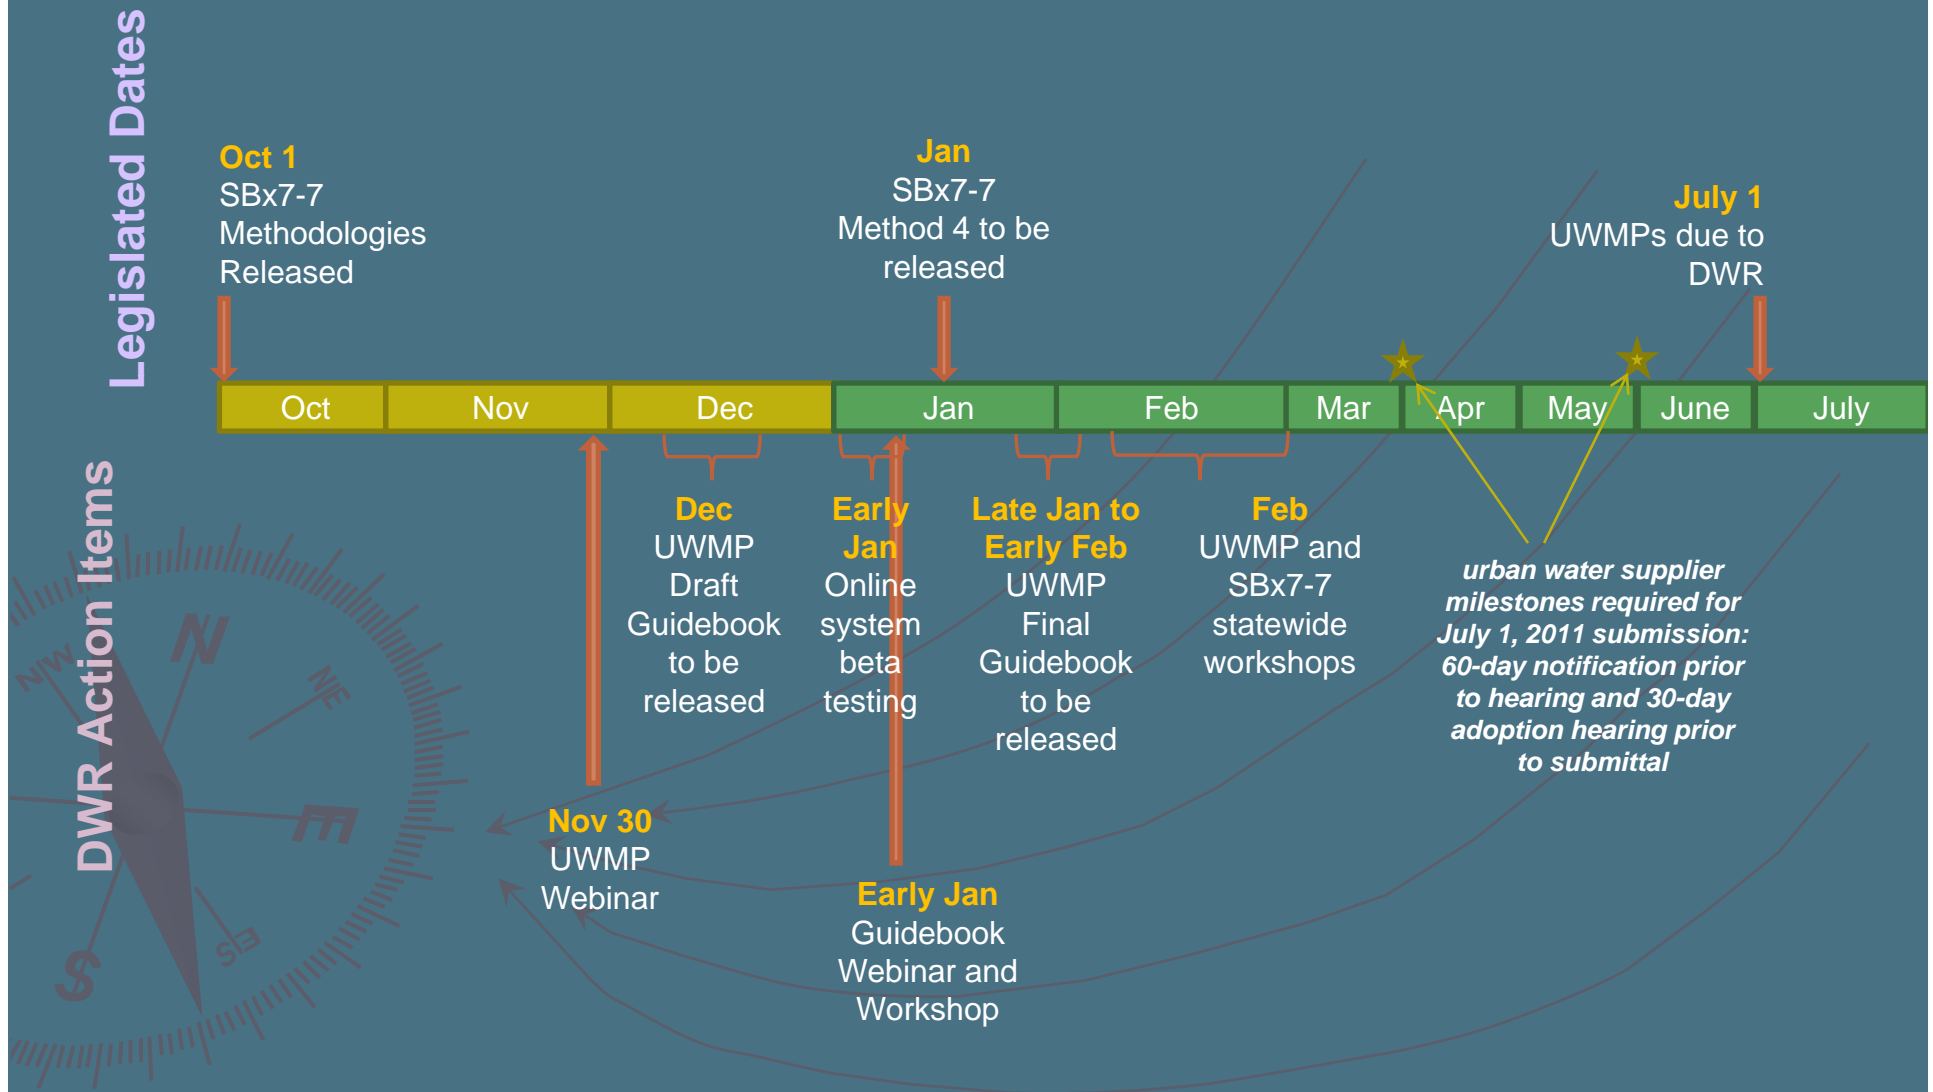 Legislated Dates
Oct 1
SBx7-7
Methodologies
Released
Jan
SBx7-7
Method 4 to be
released
July 1
UWMPs due to
DWR
Oct
Nov
Dec
Jan
Feb
Mar
Apr
May
June
July
DWR Action Items
Dec
UWMP
Draft
Guidebook
to be
released
Early
Jan
Online
system
beta
testing
Late Jan to
Early Feb
UWMP
Final
Guidebook
to be
released
Feb
UWMP and
SBx7-7
statewide
workshops
urban water supplier
milestones required for
July 1, 2011 submission:
60-day notification prior
to hearing and 30-day
adoption hearing prior
to submittal
Nov 30
UWMP
Webinar
Early Jan
Guidebook
Webinar and
Workshop
N
NW
NE
E
ES
S